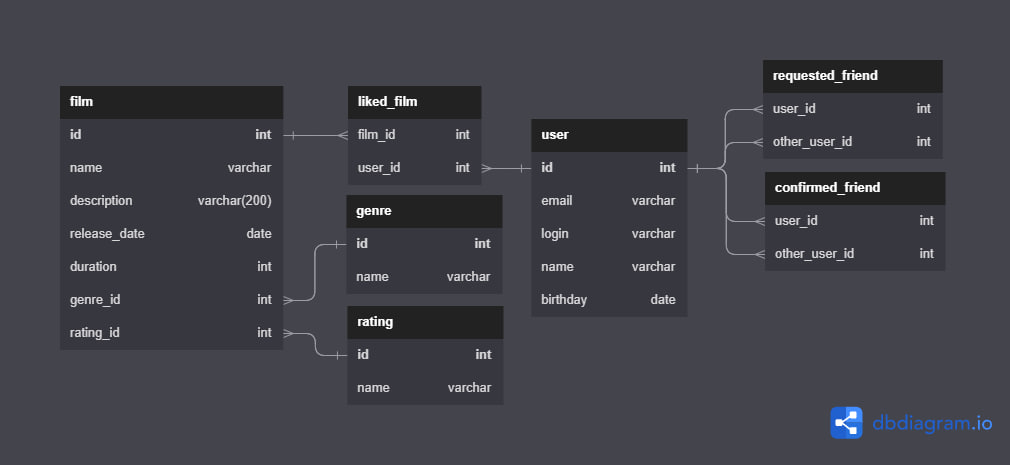 film
id int
name varchar
description varchar(200)
release_date date
duration int
genre_id int
rating_id int
liked_film
film_id int
user_id int
genre
id int
name varchar
rating
id int
name varchar
user
id int
email varchar
login varchar
name varchar
birthday date
requested_friend
user_id int
other_user_id int
confirmed_friend
user_id int
other_user_id int
dbdiagram.io